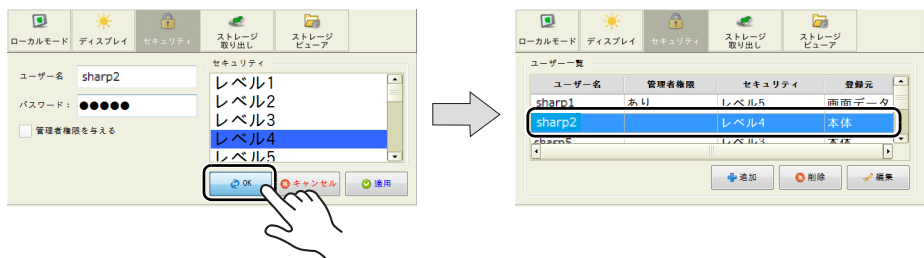 ローカルモード ディスプレイ セキュリティ ストレージ取り出し ストレージビューア
ユーザー名 sharp2
パスワード： ●●●●●
管理者権限を与える
セキュリティ
レベル1
レベル2
レベル3
レベル4
レベル5
OK キャンセル 適用
ローカルモード ディスプレイ セキュリティ ストレージ取り出し ストレージビューア
ユーザー一覧
ユーザー名 管理者権限 セキュリティ 登録元
sharp1 あり レベル5 画面データ
sharp2 レベル4 本体
sharp5 レベル3 本体
追加 削除 編集